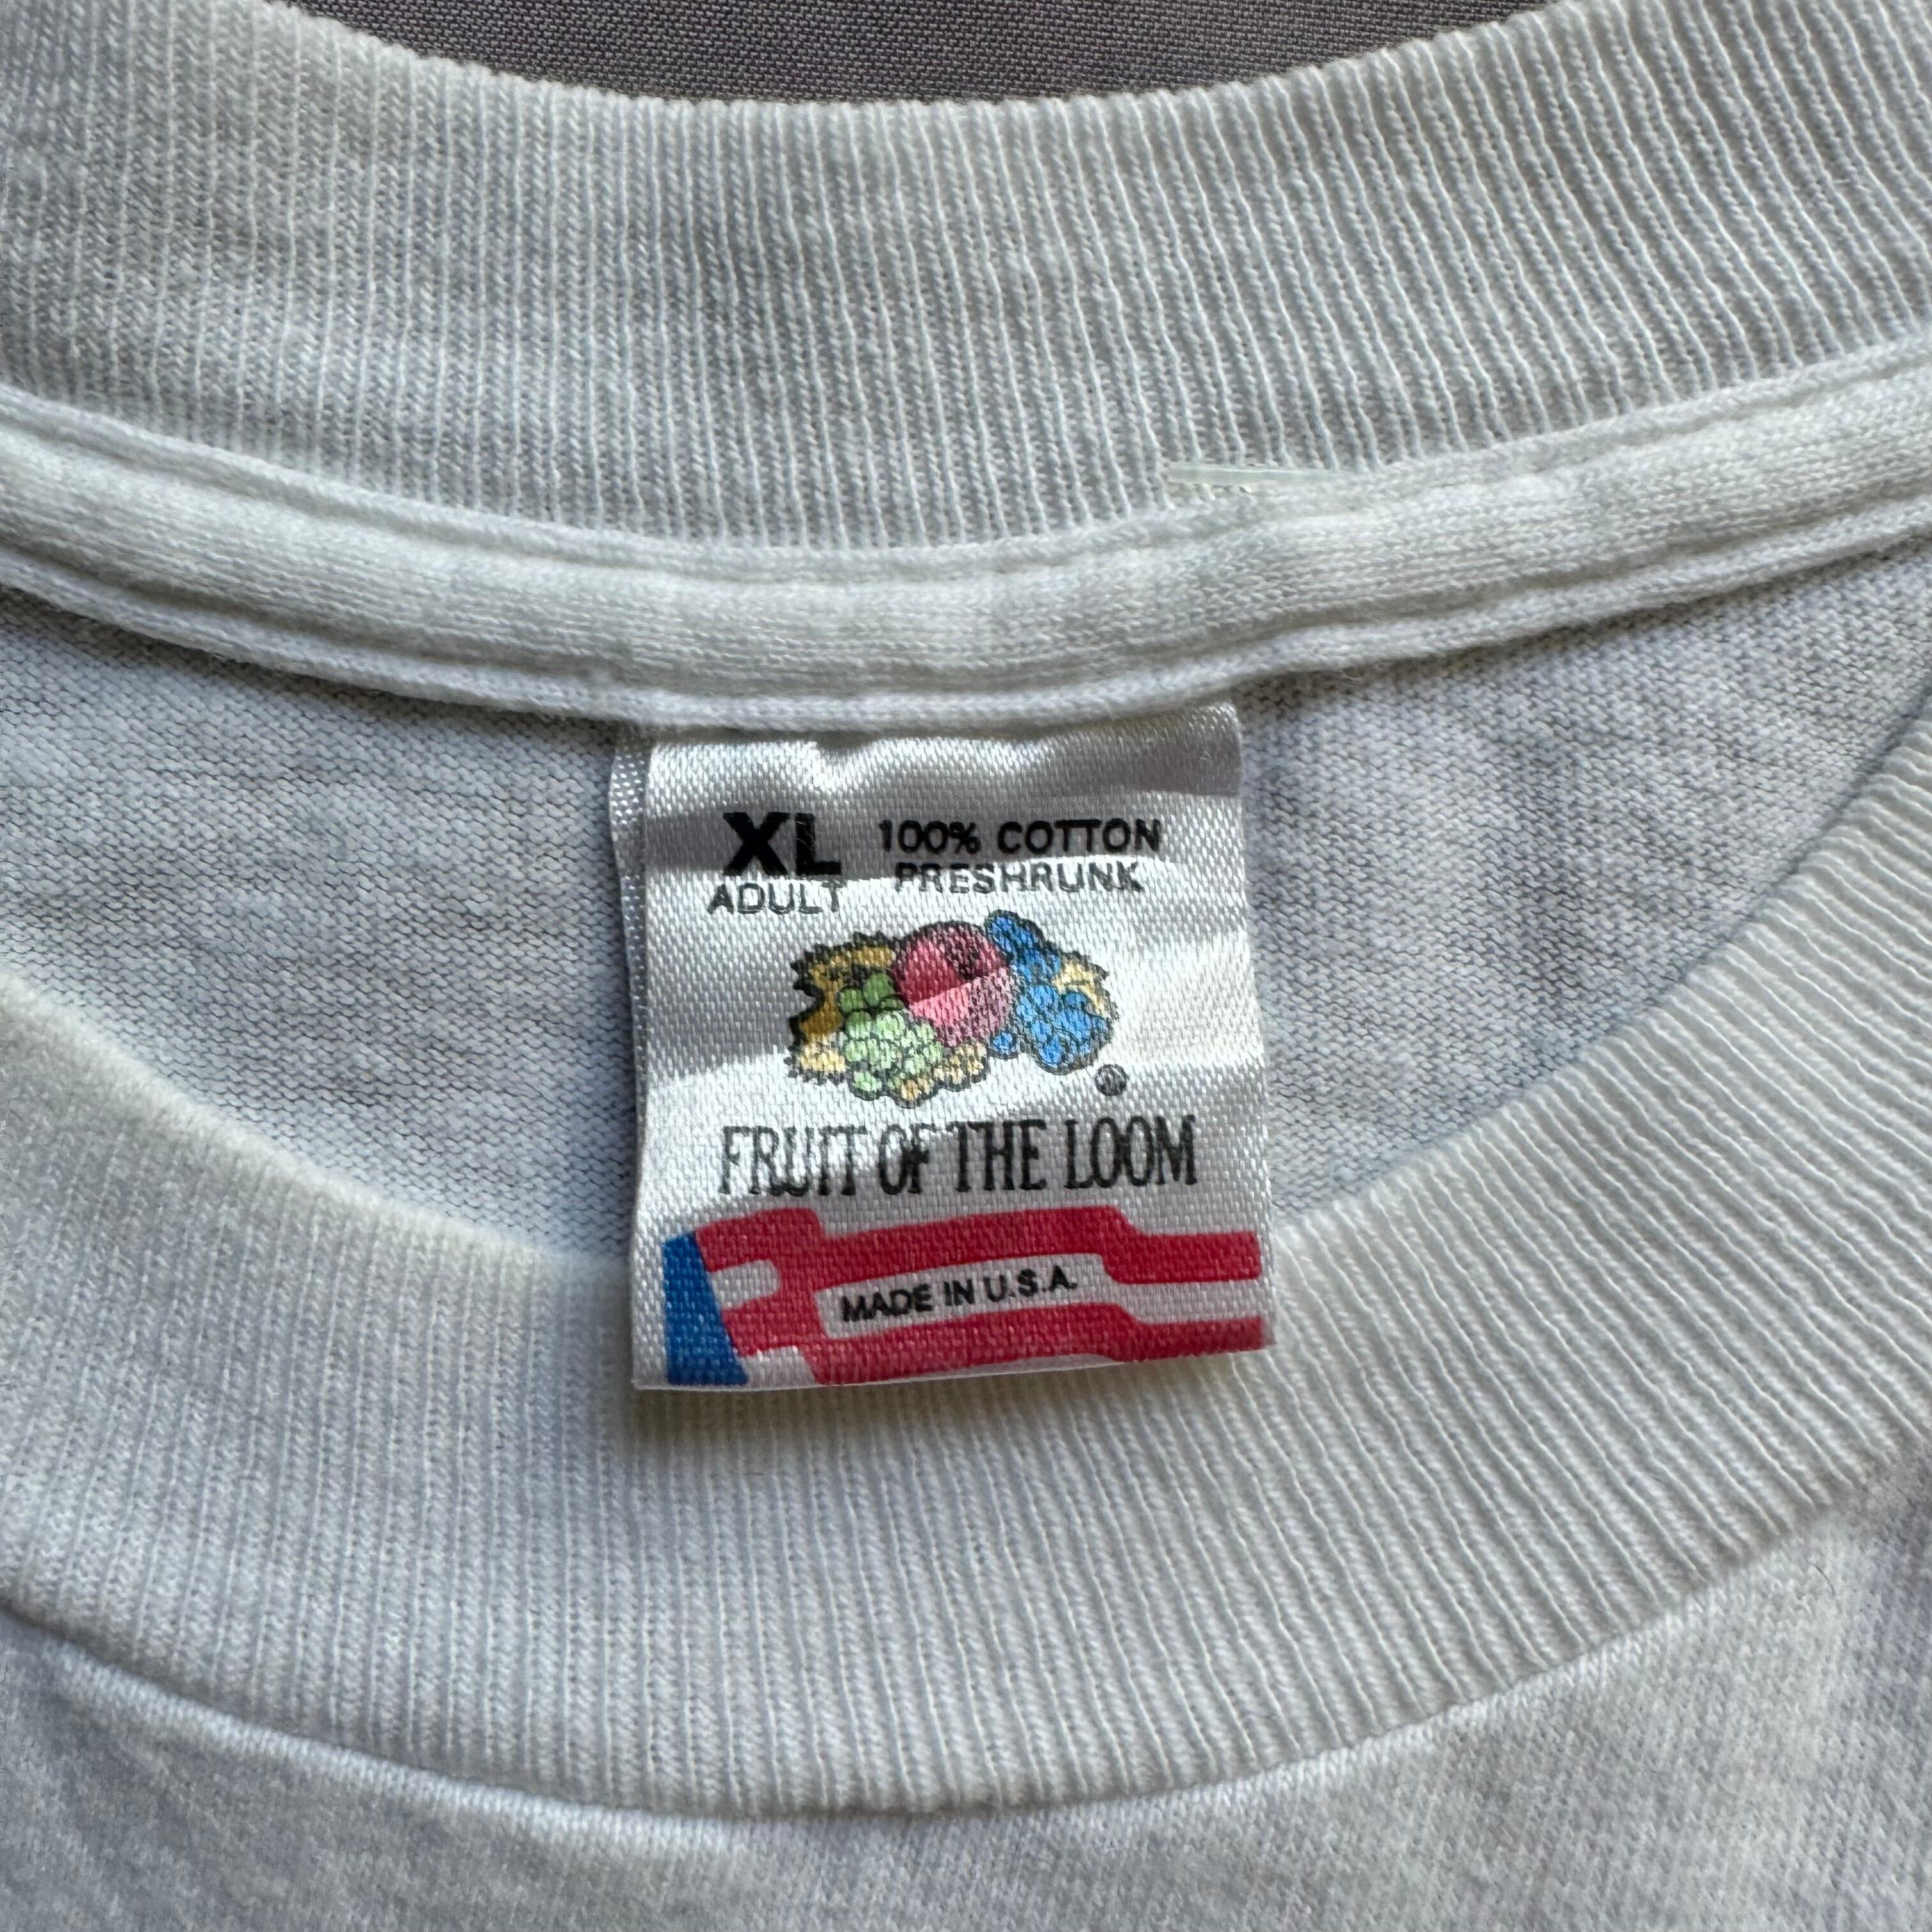 XL 100% COTTON
ADULT PRESHRUNK
®
FRUIT OF THE LOOM
MADE IN U.S.A.